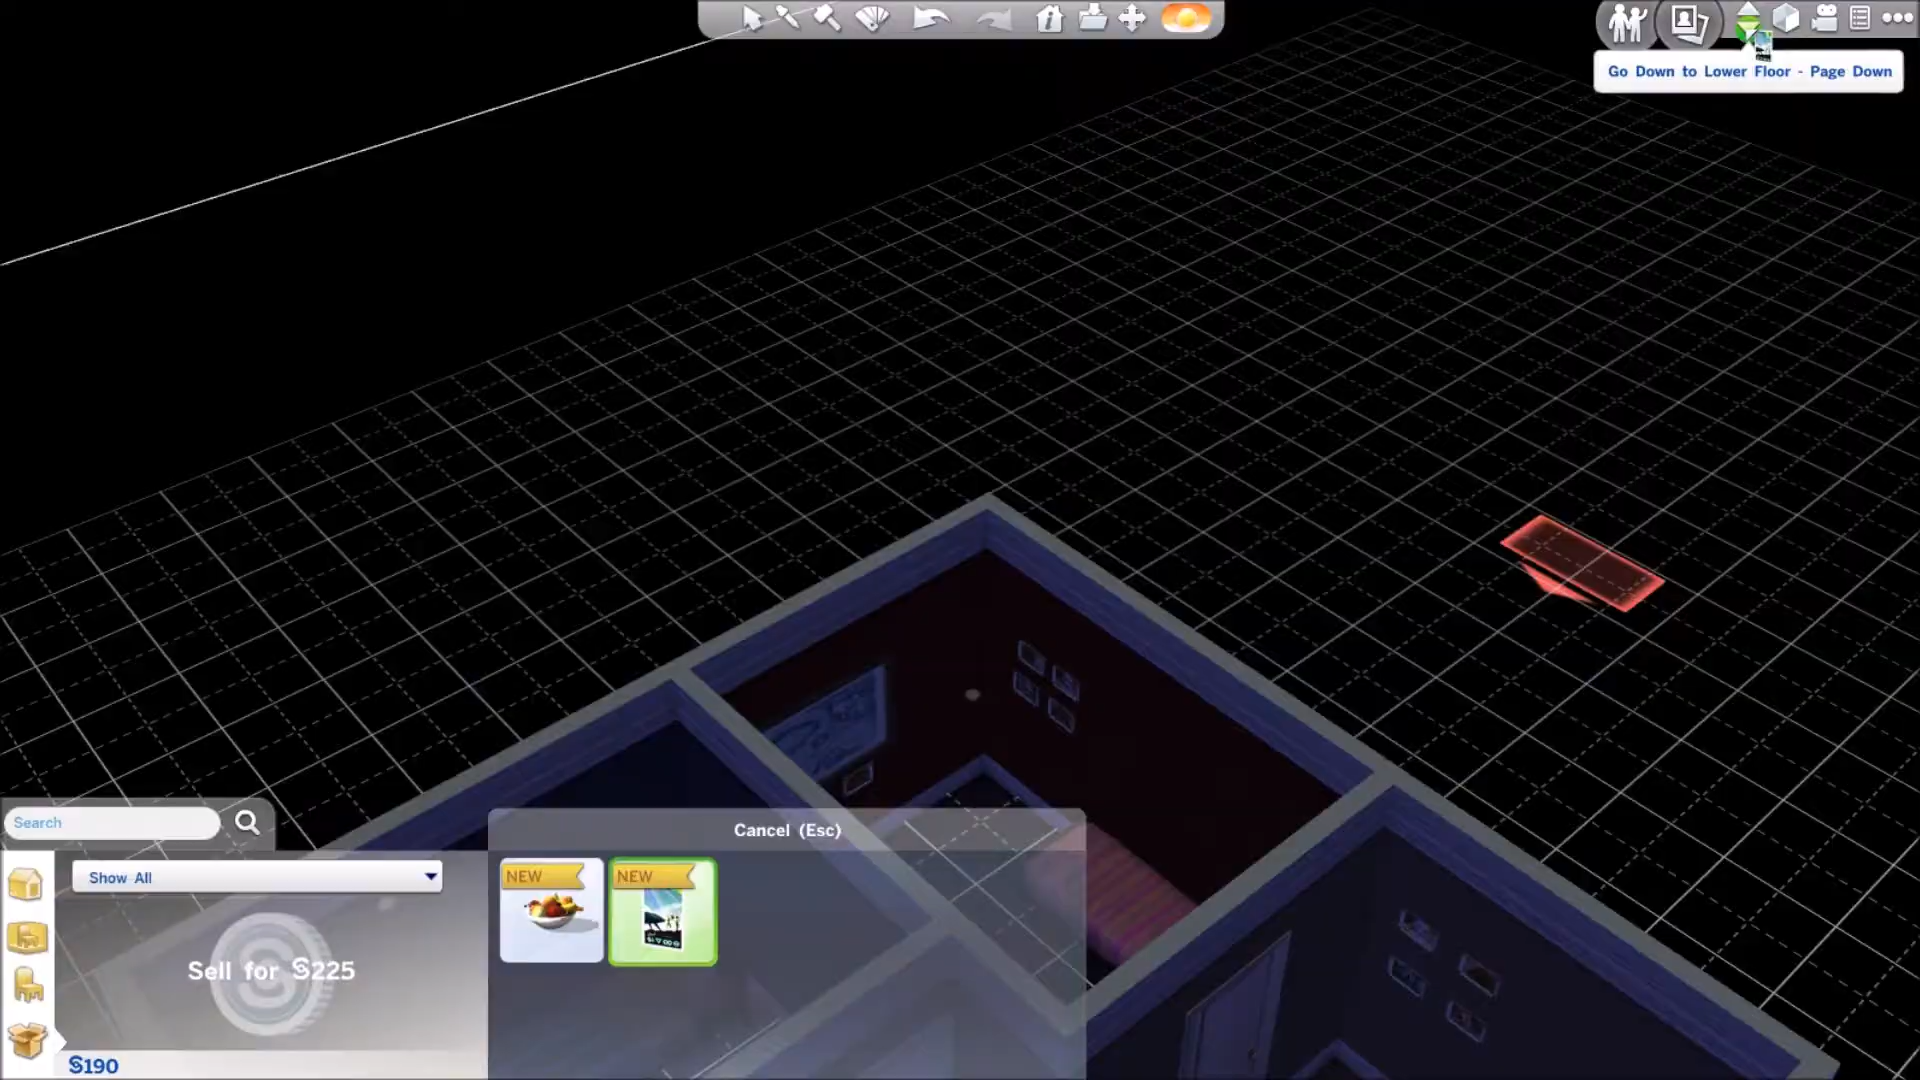 Go Down to Lower Floor - Page Down
Search
Show All
Sell for §225
§190
Cancel (Esc)
NEW
NEW